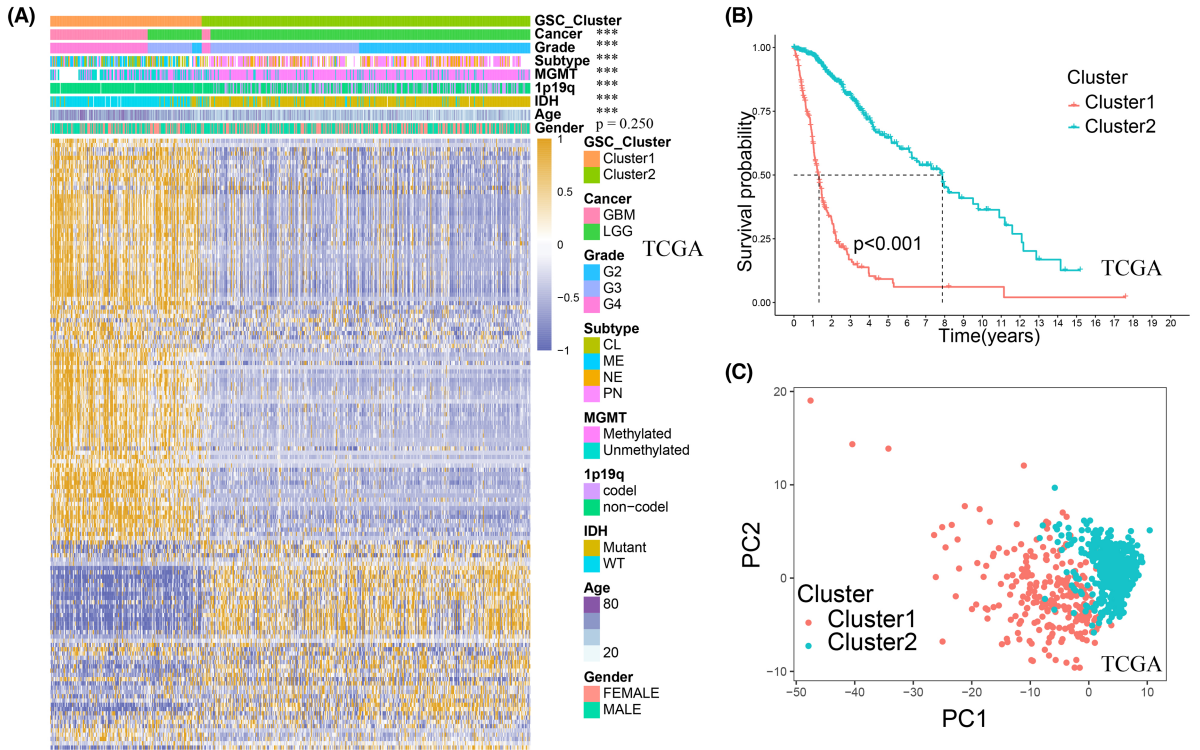 (A)
GSC_Cluster
Cancer ***
Grade ***
Subtype ***
MGMT ***
1p19q ***
IDH ***
Age ***
Gender p = 0.250
1
0.5
0
−0.5
−1
GSC_Cluster
Cluster1
Cluster2
Cancer
GBM
LGG
Grade
G2
G3
G4
Subtype
CL
ME
NE
PN
MGMT
Methylated
Unmethylated
1p19q
codel
non−codel
IDH
Mutant
WT
Age
80
20
Gender
FEMALE
MALE
TCGA
(B)
Survival probability
1.00
0.75
0.50
0.25
0.00
Cluster
Cluster1
Cluster2
p<0.001
TCGA
0 1 2 3 4 5 6 7 8 9 10 11 12 13 14 15 16 17 18 19 20
Time(years)
(C)
PC2
20
10
0
−10
Cluster
Cluster1
Cluster2
TCGA
−50 −40 −30 −20 −10 0 10
PC1